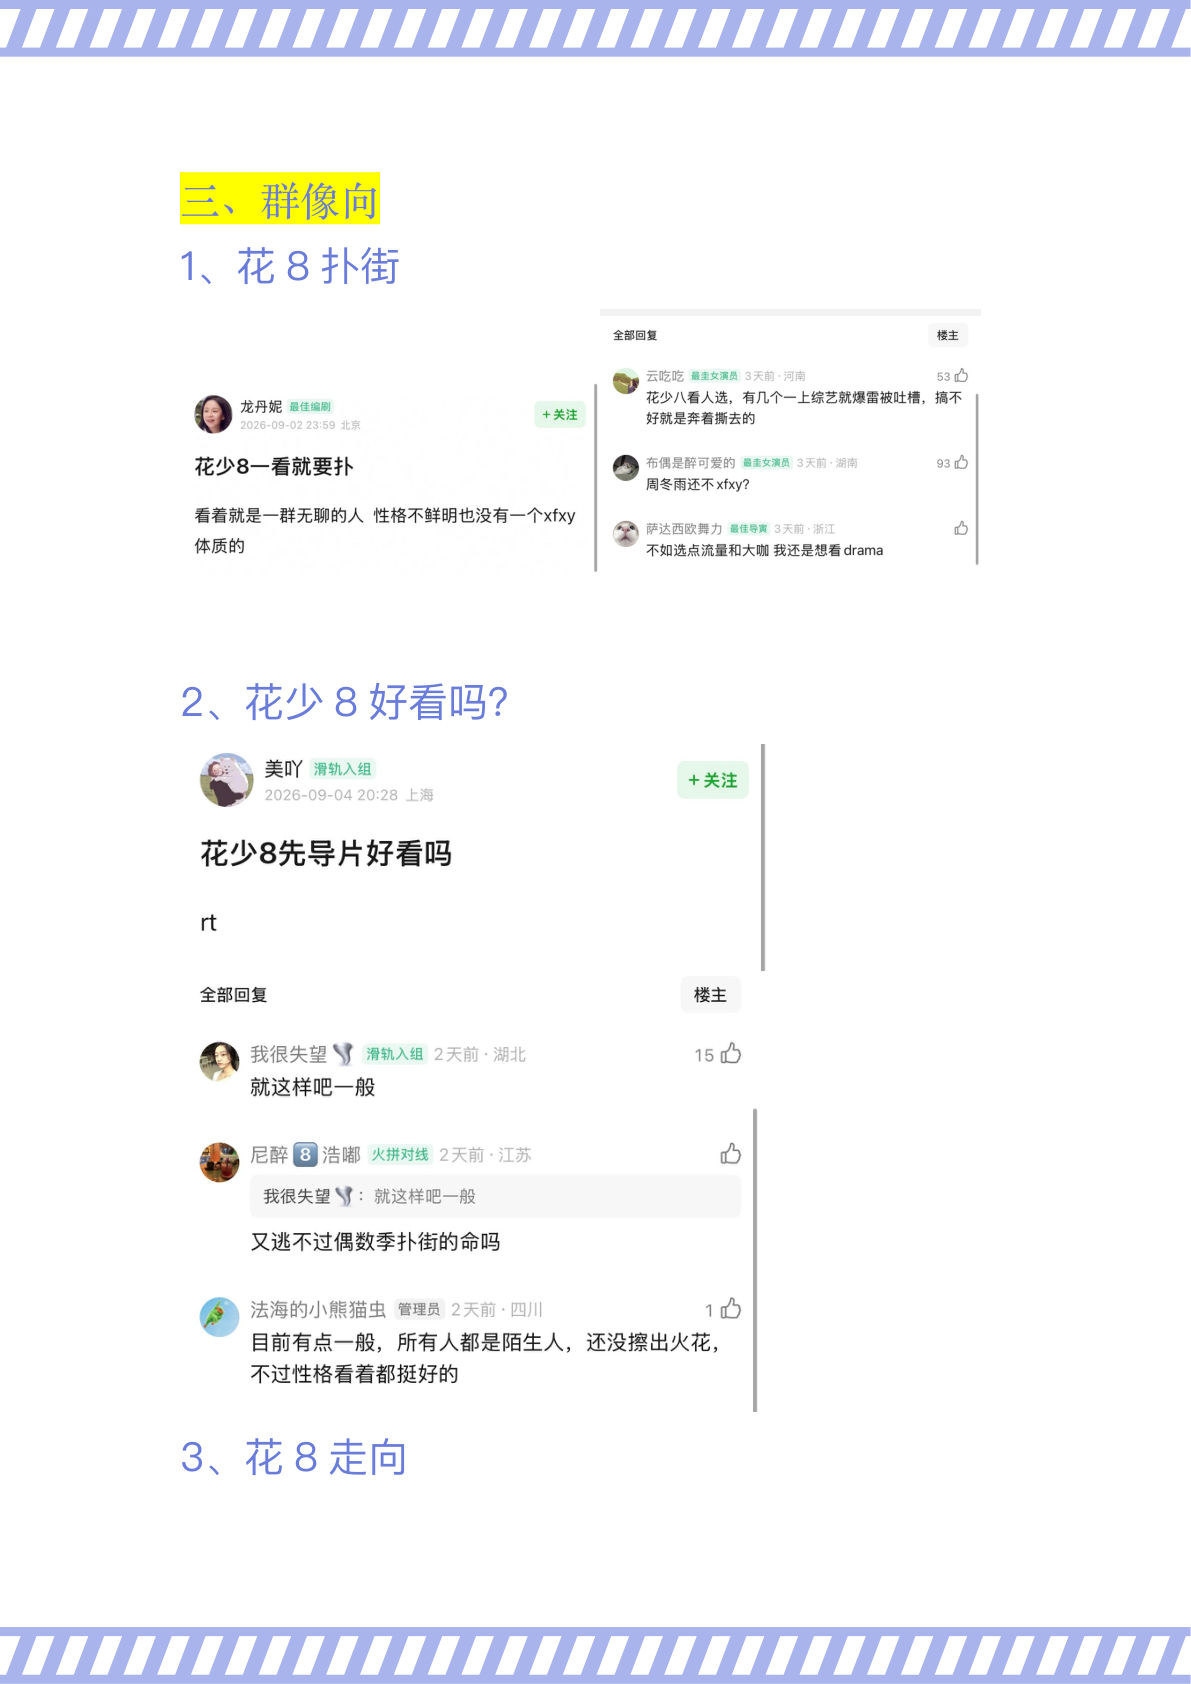 三、群像向
1、花 8 扑街
龙丹妮 最佳编剧
2026-09-02 23:59 北京
+关注
花少8一看就要扑
看着就是一群无聊的人 性格不鲜明也没有一个xfxy
体质的
全部回复
楼主
云吃吃 最圭女演员 3天前·河南
53
花少八看人选，有几个一上综艺就爆雷被吐槽，搞不
好就是奔着撕去的
布偶是醉可爱的 最圭女演员 3天前·湖南
93
周冬雨还不xfxy?
萨达西欧舞力 最佳导寅 3天前·浙江
不如选点流量和大咖 我还是想看drama
2、花少 8 好看吗?
美吖 滑轨入组
2026-09-04 20:28 上海
+关注
花少8先导片好看吗
rt
全部回复
楼主
我很失望 滑轨入组 2天前·湖北
15
就这样吧一般
尼醉8浩嘟 火拼对线 2天前·江苏
我很失望：就这样吧一般
又逃不过偶数季扑街的命吗
法海的小熊猫虫 管理员 2天前·四川
1
目前有点一般，所有人都是陌生人，还没擦出火花，
不过性格看着都挺好的
3、花 8 走向